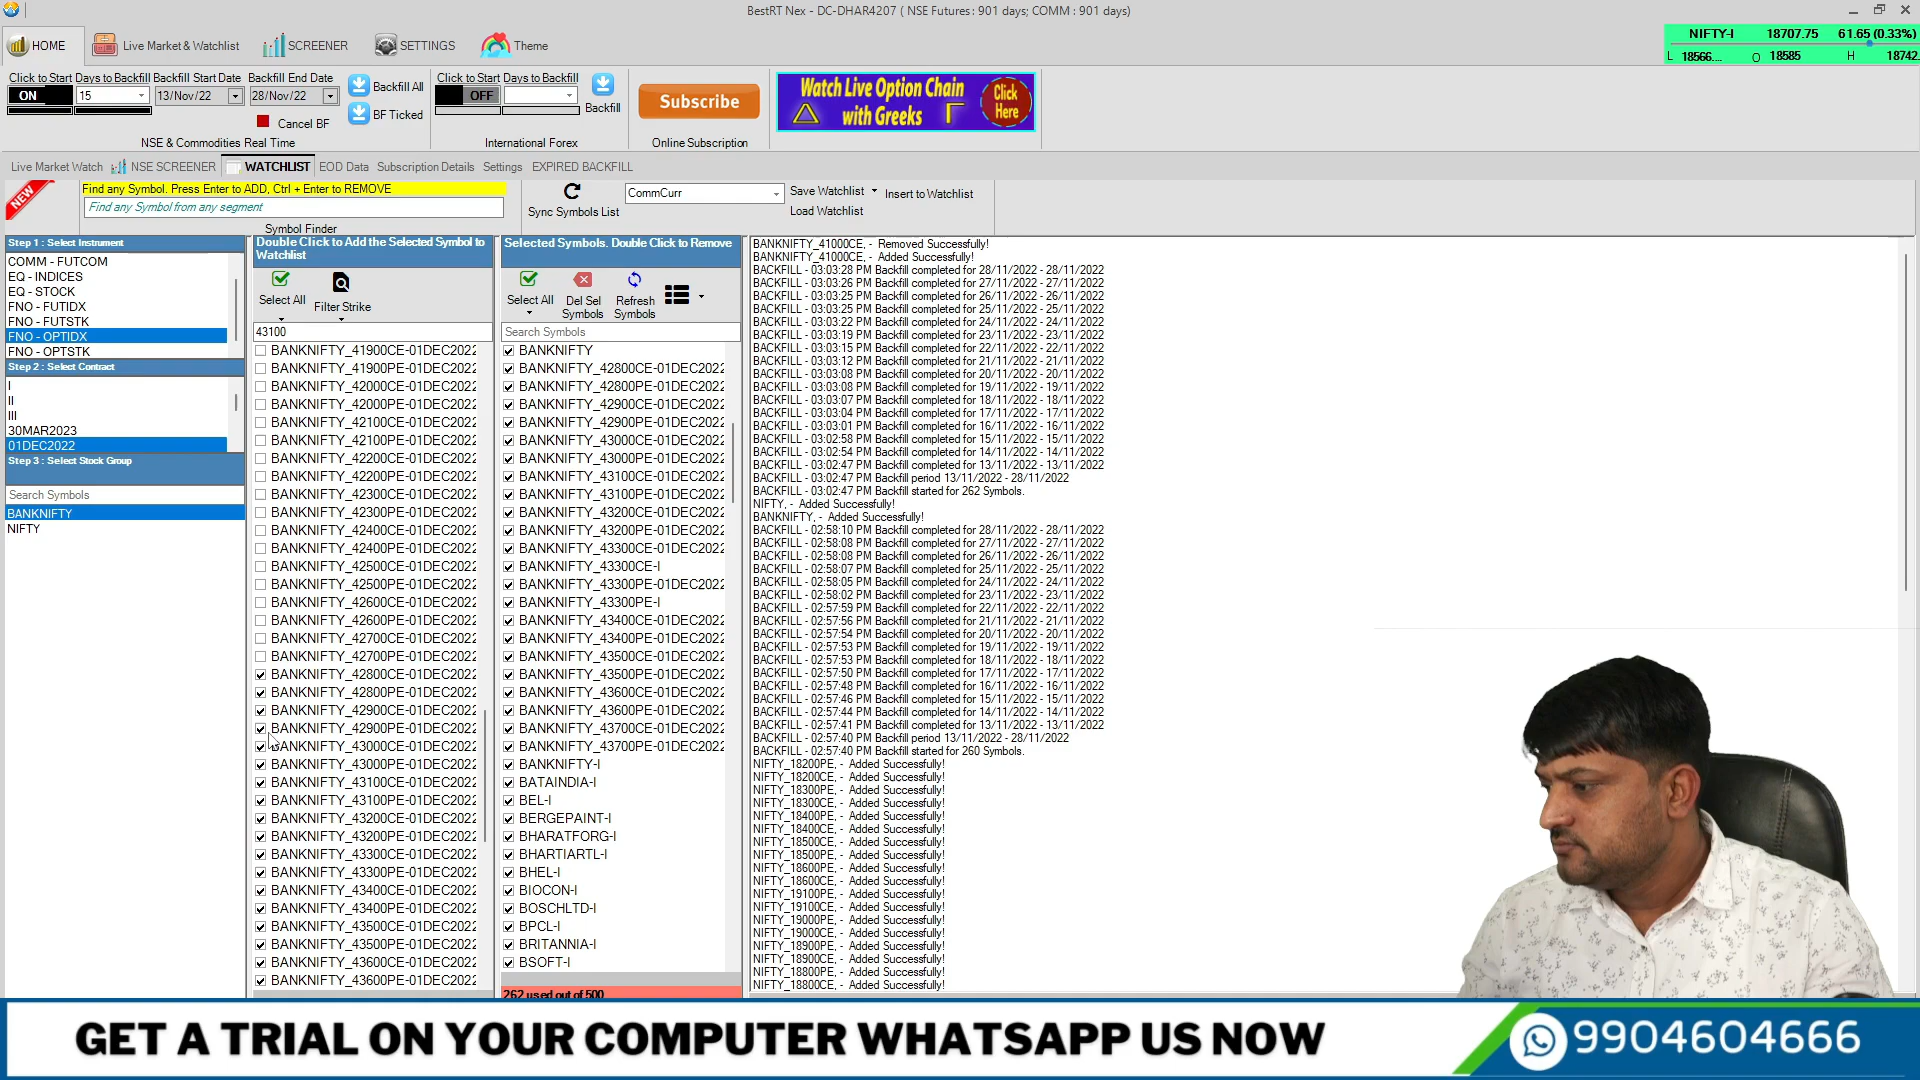 BestRT Nex - DC-DHAR4207 ( NSE Futures : 901 days; COMM : 901 days)
HOME
Live Market & Watchlist
SCREENER
SETTINGS
Theme
NIFTY-I 18707.75 61.65 (0.33%)
L 18566.... O 18585 H 18742.
Click to Start Days to Backfill Backfill Start Date Backfill End Date
ON 15 13/Nov/22 28/Nov/22
Backfill All
BF Ticked
Cancel BF
NSE & Commodities Real Time
Click to Start Days to Backfill
OFF
Backfill
International Forex
Subscribe
Online Subscription
Watch Live Option Chain with Greeks
Click Here
Live Market Watch NSE SCREENER WATCHLIST EOD Data Subscription Details Settings EXPIRED BACKFILL
NEW
Find any Symbol. Press Enter to ADD, Ctrl + Enter to REMOVE
Find any Symbol from any segment
Symbol Finder
Sync Symbols List
CommCurr
Save Watchlist
Insert to Watchlist
Load Watchlist
Step 1 : Select Instrument
COMM - FUTCOM
EQ - INDICES
EQ - STOCK
FNO - FUTIDX
FNO - FUTSTK
FNO - OPTIDX
FNO - OPTSTK
Step 2 : Select Contract
I
II
III
30MAR2023
01DEC2022
Step 3 : Select Stock Group
Search Symbols
BANKNIFTY
NIFTY
Double Click to Add the Selected Symbol to Watchlist
Select All
Filter Strike
43100
BANKNIFTY_41900CE-01DEC2022
BANKNIFTY_41900PE-01DEC2022
BANKNIFTY_42000CE-01DEC2022
BANKNIFTY_42000PE-01DEC2022
BANKNIFTY_42100CE-01DEC2022
BANKNIFTY_42100PE-01DEC2022
BANKNIFTY_42200CE-01DEC2022
BANKNIFTY_42200PE-01DEC2022
BANKNIFTY_42300CE-01DEC2022
BANKNIFTY_42300PE-01DEC2022
BANKNIFTY_42400CE-01DEC2022
BANKNIFTY_42400PE-01DEC2022
BANKNIFTY_42500CE-01DEC2022
BANKNIFTY_42500PE-01DEC2022
BANKNIFTY_42600CE-01DEC2022
BANKNIFTY_42600PE-01DEC2022
BANKNIFTY_42700CE-01DEC2022
BANKNIFTY_42700PE-01DEC2022
BANKNIFTY_42800CE-01DEC2022
BANKNIFTY_42800PE-01DEC2022
BANKNIFTY_42900CE-01DEC2022
BANKNIFTY_42900PE-01DEC2022
BANKNIFTY_43000CE-01DEC2022
BANKNIFTY_43000PE-01DEC2022
BANKNIFTY_43100CE-01DEC2022
BANKNIFTY_43100PE-01DEC2022
BANKNIFTY_43200CE-01DEC2022
BANKNIFTY_43200PE-01DEC2022
BANKNIFTY_43300CE-01DEC2022
BANKNIFTY_43300PE-01DEC2022
BANKNIFTY_43400CE-01DEC2022
BANKNIFTY_43400PE-01DEC2022
BANKNIFTY_43500CE-01DEC2022
BANKNIFTY_43500PE-01DEC2022
BANKNIFTY_43600CE-01DEC2022
BANKNIFTY_43600PE-01DEC2022
Selected Symbols. Double Click to Remove
Select All
Del Sel Symbols
Refresh Symbols
Search Symbols
BANKNIFTY
BANKNIFTY_42800CE-01DEC2022
BANKNIFTY_42800PE-01DEC2022
BANKNIFTY_42900CE-01DEC2022
BANKNIFTY_42900PE-01DEC2022
BANKNIFTY_43000CE-01DEC2022
BANKNIFTY_43000PE-01DEC2022
BANKNIFTY_43100CE-01DEC2022
BANKNIFTY_43100PE-01DEC2022
BANKNIFTY_43200CE-01DEC2022
BANKNIFTY_43200PE-01DEC2022
BANKNIFTY_43300CE-01DEC2022
BANKNIFTY_43300CE-I
BANKNIFTY_43300PE-01DEC2022
BANKNIFTY_43300PE-I
BANKNIFTY_43400CE-01DEC2022
BANKNIFTY_43400PE-01DEC2022
BANKNIFTY_43500CE-01DEC2022
BANKNIFTY_43500PE-01DEC2022
BANKNIFTY_43600CE-01DEC2022
BANKNIFTY_43600PE-01DEC2022
BANKNIFTY_43700CE-01DEC2022
BANKNIFTY_43700PE-01DEC2022
BANKNIFTY-I
BATAINDIA-I
BEL-I
BERGEPAINT-I
BHARATFORG-I
BHARTIARTL-I
BHEL-I
BIOCON-I
BOSCHLTD-I
BPCL-I
BRITANNIA-I
BSOFT-I
262 used out of 500
BANKNIFTY_41000CE, - Removed Successfully!
BANKNIFTY_41000CE, - Added Successfully!
BACKFILL - 03:03:28 PM Backfill completed for 28/11/2022 - 28/11/2022
BACKFILL - 03:03:26 PM Backfill completed for 27/11/2022 - 27/11/2022
BACKFILL - 03:03:25 PM Backfill completed for 26/11/2022 - 26/11/2022
BACKFILL - 03:03:25 PM Backfill completed for 25/11/2022 - 25/11/2022
BACKFILL - 03:03:22 PM Backfill completed for 24/11/2022 - 24/11/2022
BACKFILL - 03:03:19 PM Backfill completed for 23/11/2022 - 23/11/2022
BACKFILL - 03:03:15 PM Backfill completed for 22/11/2022 - 22/11/2022
BACKFILL - 03:03:12 PM Backfill completed for 21/11/2022 - 21/11/2022
BACKFILL - 03:03:08 PM Backfill completed for 20/11/2022 - 20/11/2022
BACKFILL - 03:03:08 PM Backfill completed for 19/11/2022 - 19/11/2022
BACKFILL - 03:03:07 PM Backfill completed for 18/11/2022 - 18/11/2022
BACKFILL - 03:03:04 PM Backfill completed for 17/11/2022 - 17/11/2022
BACKFILL - 03:03:01 PM Backfill completed for 16/11/2022 - 16/11/2022
BACKFILL - 03:02:58 PM Backfill completed for 15/11/2022 - 15/11/2022
BACKFILL - 03:02:54 PM Backfill completed for 14/11/2022 - 14/11/2022
BACKFILL - 03:02:47 PM Backfill completed for 13/11/2022 - 13/11/2022
BACKFILL - 03:02:47 PM Backfill period 13/11/2022 - 28/11/2022
BACKFILL - 03:02:47 PM Backfill started for 262 Symbols.
NIFTY, - Added Successfully!
BANKNIFTY, - Added Successfully!
BACKFILL - 02:58:10 PM Backfill completed for 28/11/2022 - 28/11/2022
BACKFILL - 02:58:08 PM Backfill completed for 27/11/2022 - 27/11/2022
BACKFILL - 02:58:08 PM Backfill completed for 26/11/2022 - 26/11/2022
BACKFILL - 02:58:07 PM Backfill completed for 25/11/2022 - 25/11/2022
BACKFILL - 02:58:05 PM Backfill completed for 24/11/2022 - 24/11/2022
BACKFILL - 02:58:02 PM Backfill completed for 23/11/2022 - 23/11/2022
BACKFILL - 02:57:59 PM Backfill completed for 22/11/2022 - 22/11/2022
BACKFILL - 02:57:56 PM Backfill completed for 21/11/2022 - 21/11/2022
BACKFILL - 02:57:54 PM Backfill completed for 20/11/2022 - 20/11/2022
BACKFILL - 02:57:53 PM Backfill completed for 19/11/2022 - 19/11/2022
BACKFILL - 02:57:53 PM Backfill completed for 18/11/2022 - 18/11/2022
BACKFILL - 02:57:50 PM Backfill completed for 17/11/2022 - 17/11/2022
BACKFILL - 02:57:48 PM Backfill completed for 16/11/2022 - 16/11/2022
BACKFILL - 02:57:46 PM Backfill completed for 15/11/2022 - 15/11/2022
BACKFILL - 02:57:44 PM Backfill completed for 14/11/2022 - 14/11/2022
BACKFILL - 02:57:41 PM Backfill completed for 13/11/2022 - 13/11/2022
BACKFILL - 02:57:40 PM Backfill period 13/11/2022 - 28/11/2022
BACKFILL - 02:57:40 PM Backfill started for 260 Symbols.
NIFTY_18200PE, - Added Successfully!
NIFTY_18200CE, - Added Successfully!
NIFTY_18300PE, - Added Successfully!
NIFTY_18300CE, - Added Successfully!
NIFTY_18400PE, - Added Successfully!
NIFTY_18400CE, - Added Successfully!
NIFTY_18500CE, - Added Successfully!
NIFTY_18500PE, - Added Successfully!
NIFTY_18600PE, - Added Successfully!
NIFTY_18600CE, - Added Successfully!
NIFTY_19100PE, - Added Successfully!
NIFTY_19100CE, - Added Successfully!
NIFTY_19000PE, - Added Successfully!
NIFTY_19000CE, - Added Successfully!
NIFTY_18900PE, - Added Successfully!
NIFTY_18900CE, - Added Successfully!
NIFTY_18800PE, - Added Successfully!
NIFTY_18800CE, - Added Successfully!
GET A TRIAL ON YOUR COMPUTER WHATSAPP US NOW
9904604666